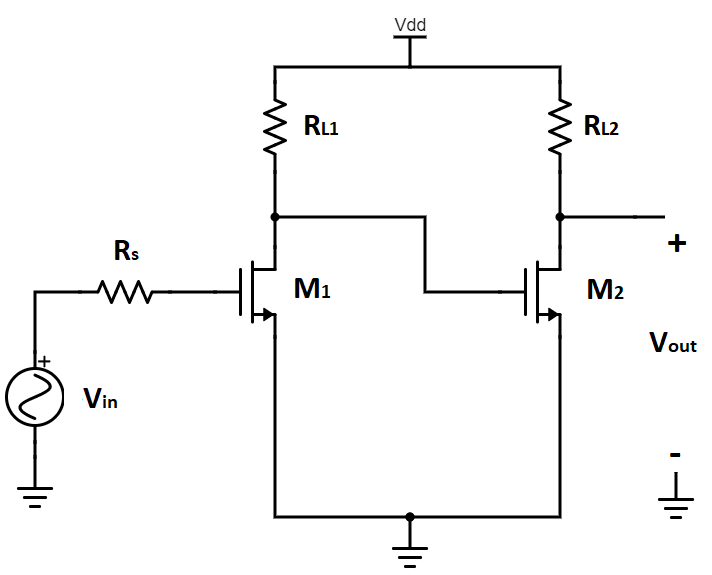 Vdd
RL1
RL2
+
Rs
M1
M2
Vout
+
Vin
-